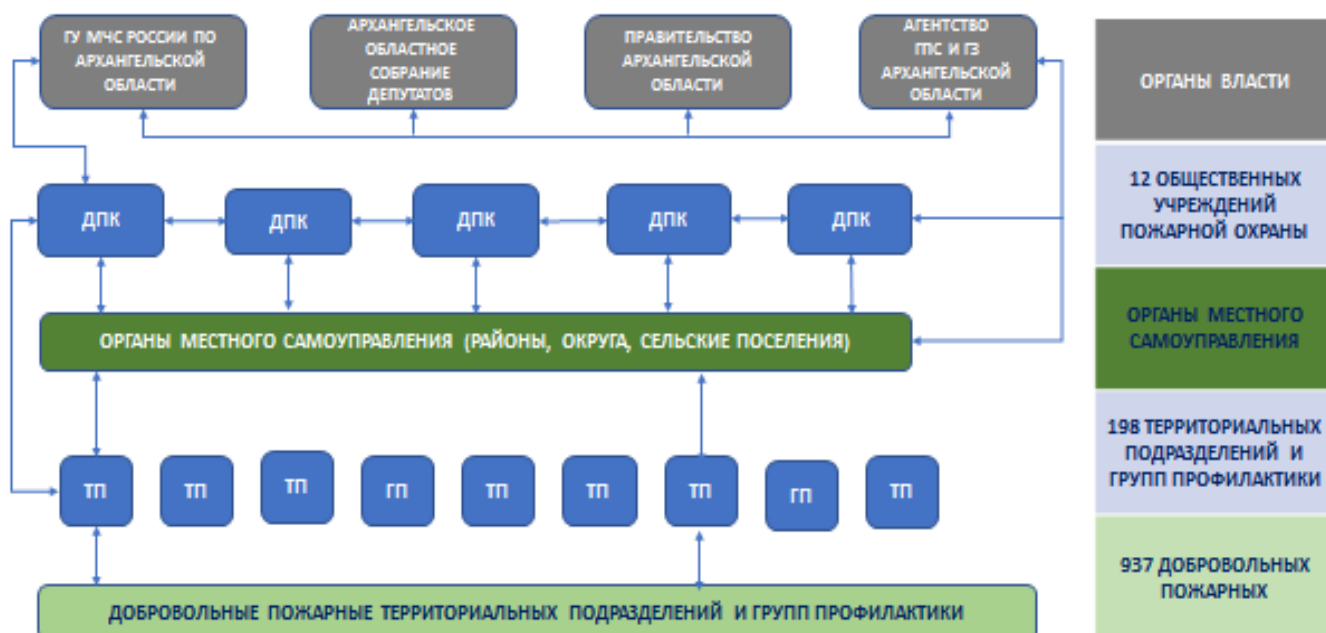 ГУ МЧС РОССИИ ПО
АРХАНГЕЛЬСКОЙ
ОБЛАСТИ
АРХАНГЕЛЬСКОЕ
ОБЛАСТНОЕ
СОБРАНИЕ
ДЕПУТАТОВ
ПРАВИТЕЛЬСТВО
АРХАНГЕЛЬСКОЙ
ОБЛАСТИ
АГЕНТСТВО
ГПС И ГЗ
АРХАНГЕЛЬСКОЙ
ОБЛАСТИ
ОРГАНЫ ВЛАСТИ
ДПК
ДПК
ДПК
ДПК
ДПК
12 ОБЩЕСТВЕННЫХ
УЧРЕЖДЕНИЙ
ПОЖАРНОЙ ОХРАНЫ
ОРГАНЫ МЕСТНОГО САМОУПРАВЛЕНИЯ (РАЙОНЫ, ОКРУГА, СЕЛЬСКИЕ ПОСЕЛЕНИЯ)
ОРГАНЫ МЕСТНОГО
САМОУПРАВЛЕНИЯ
ТП
ТП
ТП
ГП
ТП
ТП
ТП
ГП
ТП
198 ТЕРРИТОРИАЛЬНЫХ
ПОДРАЗДЕЛЕНИЙ И
ГРУПП ПРОФИЛАКТИКИ
ДОБРОВОЛЬНЫЕ ПОЖАРНЫЕ ТЕРРИТОРИАЛЬНЫХ ПОДРАЗДЕЛЕНИЙ И ГРУПП ПРОФИЛАКТИКИ
937 ДОБРОВОЛЬНЫХ
ПОЖАРНЫХ